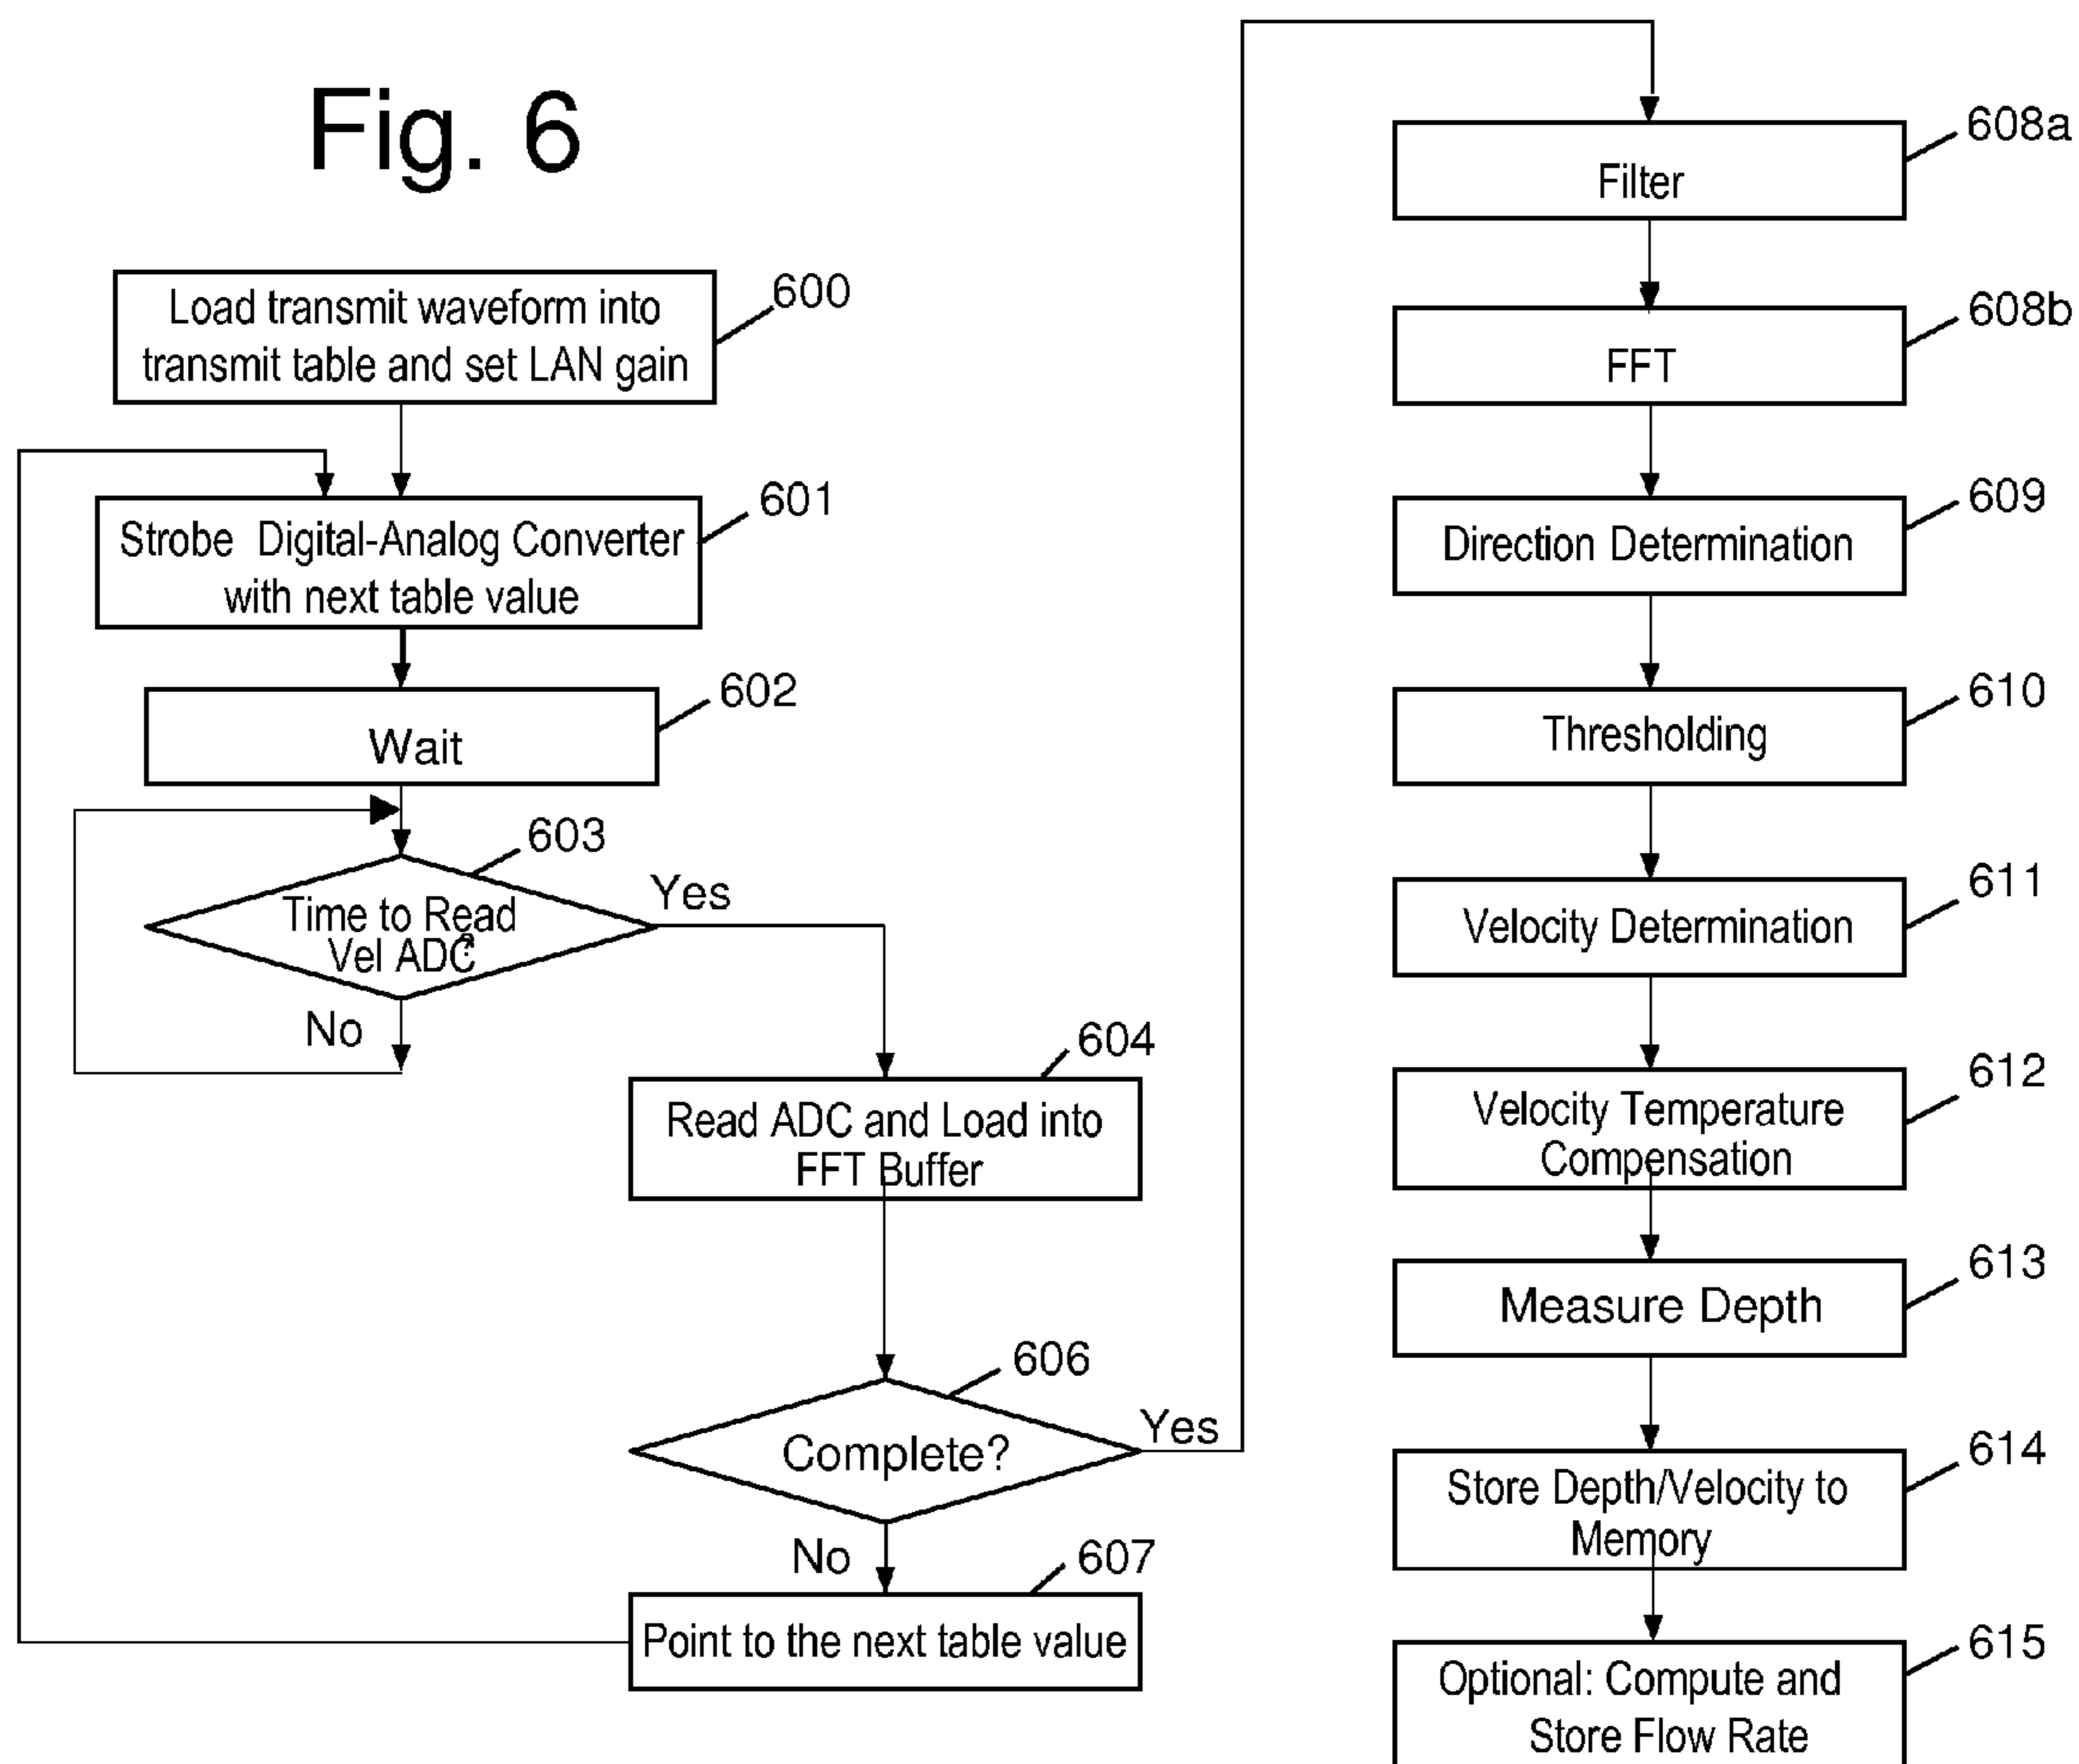 Fig. 6
600
Load transmit waveform into
transmit table and set LAN gain
601
Strobe Digital-Analog Converter
with next table value
602
Wait
603
Time to Read
Vel ADC?
Yes
No
604
Read ADC and Load into
FFT Buffer
606
Complete?
Yes
No
607
Point to the next table value
608a
Filter
608b
FFT
609
Direction Determination
610
Thresholding
611
Velocity Determination
612
Velocity Temperature
Compensation
613
Measure Depth
614
Store Depth/Velocity to
Memory
615
Optional: Compute and
Store Flow Rate